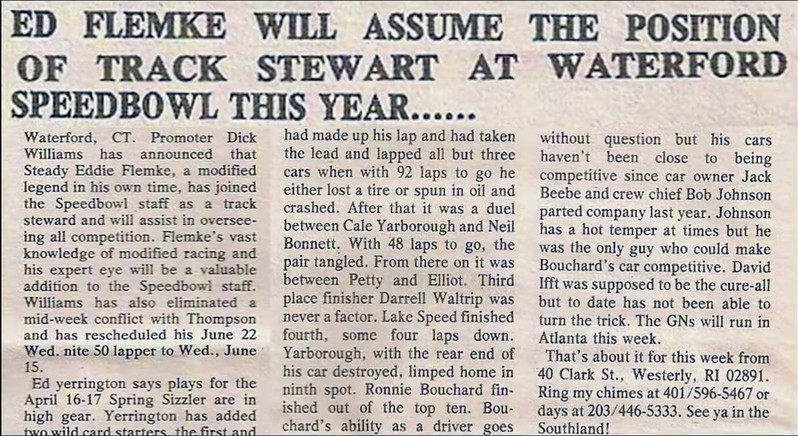 ED FLEMKE WILL ASSUME THE POSITION
OF TRACK STEWART AT WATERFORD
SPEEDBOWL THIS YEAR......
Waterford, CT. Promoter Dick
Williams has announced that
Steady Eddie Flemke, a modified
legend in his own time, has joined
the Speedbowl staff as a track
steward and will assist in oversee-
ing all competition. Flemke's vast
knowledge of modified racing and
his expert eye will be a valuable
addition to the Speedbowl staff.
Williams has also eliminated a
mid-week conflict with Thompson
and has rescheduled his June 22
Wed. nite 50 lapper to Wed., June
15.
Ed yerrington says plays for the
April 16-17 Spring Sizzler are in
high gear. Yerrington has added
two wild card starters, the first and
had made up his lap and had taken
the lead and lapped all but three
cars when with 92 laps to go he
either lost a tire or spun in oil and
crashed. After that it was a duel
between Cale Yarborough and Neil
Bonnett. With 48 laps to go, the
pair tangled. From there on it was
between Petty and Elliot. Third
place finisher Darrell Waltrip was
never a factor. Lake Speed finished
fourth, some four laps down.
Yarborough, with the rear end of
his car destroyed, limped home in
ninth spot. Ronnie Bouchard fin-
ished out of the top ten. Bou-
chard's ability as a driver goes
without question but his cars
haven't been close to being
competitive since car owner Jack
Beebe and crew chief Bob Johnson
parted company last year. Johnson
has a hot temper at times but he
was the only guy who could make
Bouchard's car competitive. David
Ifft was supposed to be the cure-all
but to date has not been able to
turn the trick. The GNs will run in
Atlanta this week.
That's about it for this week from
40 Clark St., Westerly, RI 02891.
Ring my chimes at 401/596-5467 or
days at 203/446-5333. See ya in the
Southland!